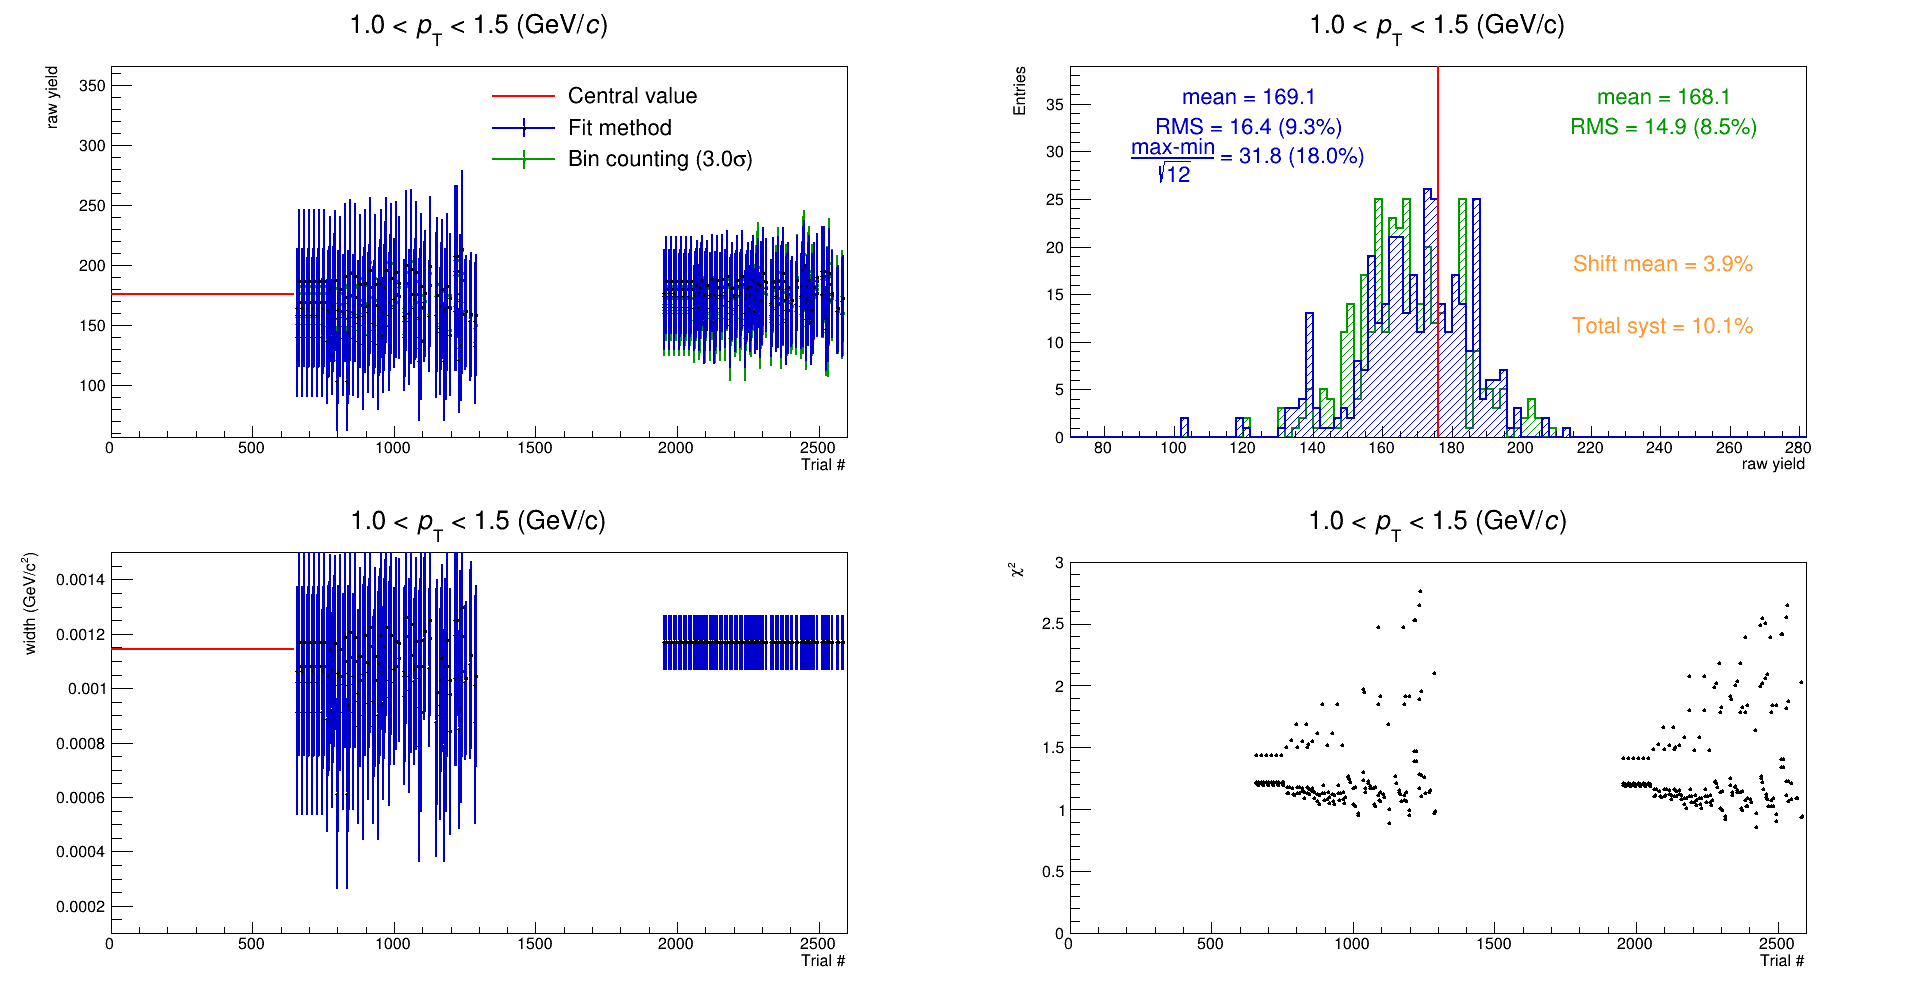 1.0 < pT < 1.5 (GeV/c)
raw yield
350
300
250
200
150
100
0 500 1000 1500 2000 2500
Trial #
Central value
Fit method
Bin counting (3.0σ)
1.0 < pT < 1.5 (GeV/c)
Entries
35
30
25
20
15
10
5
0
80 100 120 140 160 180 200 220 240 260 280
raw yield
mean = 169.1
RMS = 16.4 (9.3%)
max-min
√12
= 31.8 (18.0%)
mean = 168.1
RMS = 14.9 (8.5%)
Shift mean = 3.9%
Total syst = 10.1%
1.0 < pT < 1.5 (GeV/c)
width (GeV/c²)
0.0014
0.0012
0.001
0.0008
0.0006
0.0004
0.0002
0 500 1000 1500 2000 2500
Trial #
1.0 < pT < 1.5 (GeV/c)
χ²
3
2.5
2
1.5
1
0.5
0
0 500 1000 1500 2000 2500
Trial #